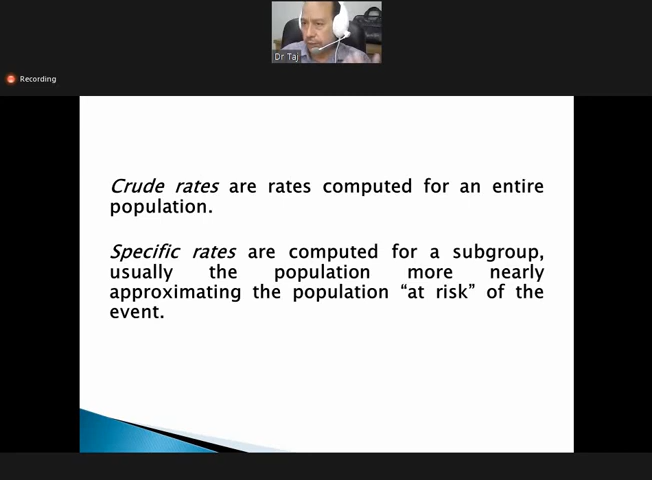 Dr Taj
Recording
Crude rates are rates computed for an entire
population.
Specific rates are computed for a subgroup,
usually the population more nearly
approximating the population “at risk” of the
event.